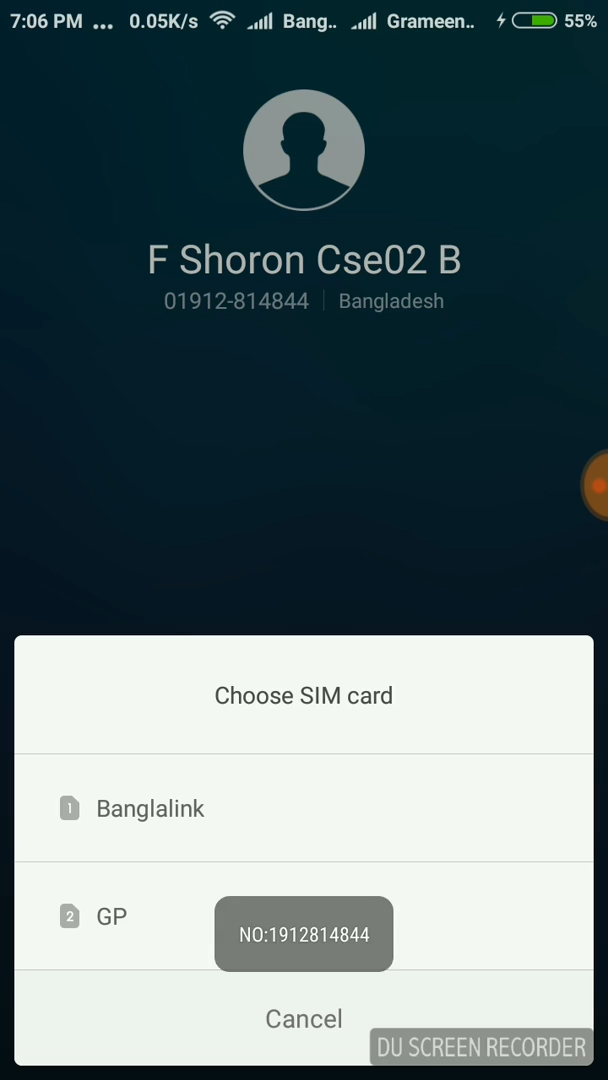 7:06 PM ... 0.05K/s Bang.. Grameen.. 55%
F Shoron Cse02 B
01912-814844 Bangladesh
Choose SIM card
1 Banglalink
2 GP
NO:1912814844
Cancel
DU SCREEN RECORDER